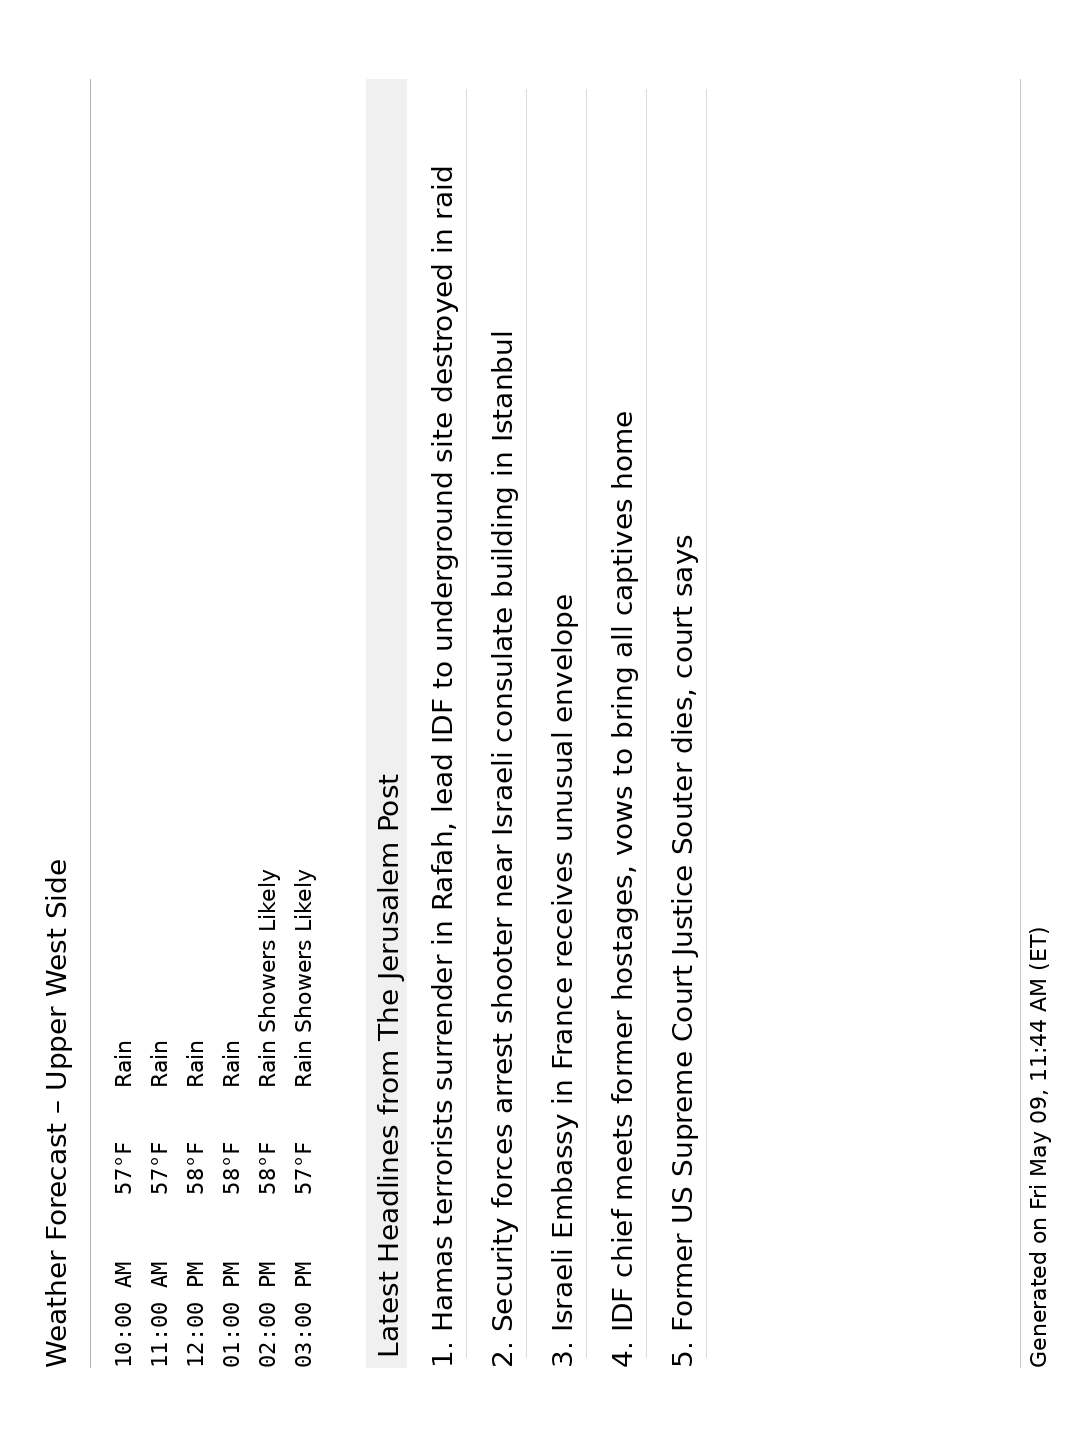 Weather Forecast – Upper West Side
10:00 AM 57°F Rain
11:00 AM 57°F Rain
12:00 PM 58°F Rain
01:00 PM 58°F Rain
02:00 PM 58°F Rain Showers Likely
03:00 PM 57°F Rain Showers Likely
Latest Headlines from The Jerusalem Post
1. Hamas terrorists surrender in Rafah, lead IDF to underground site destroyed in raid
2. Security forces arrest shooter near Israeli consulate building in Istanbul
3. Israeli Embassy in France receives unusual envelope
4. IDF chief meets former hostages, vows to bring all captives home
5. Former US Supreme Court Justice Souter dies, court says
Generated on Fri May 09, 11:44 AM (ET)